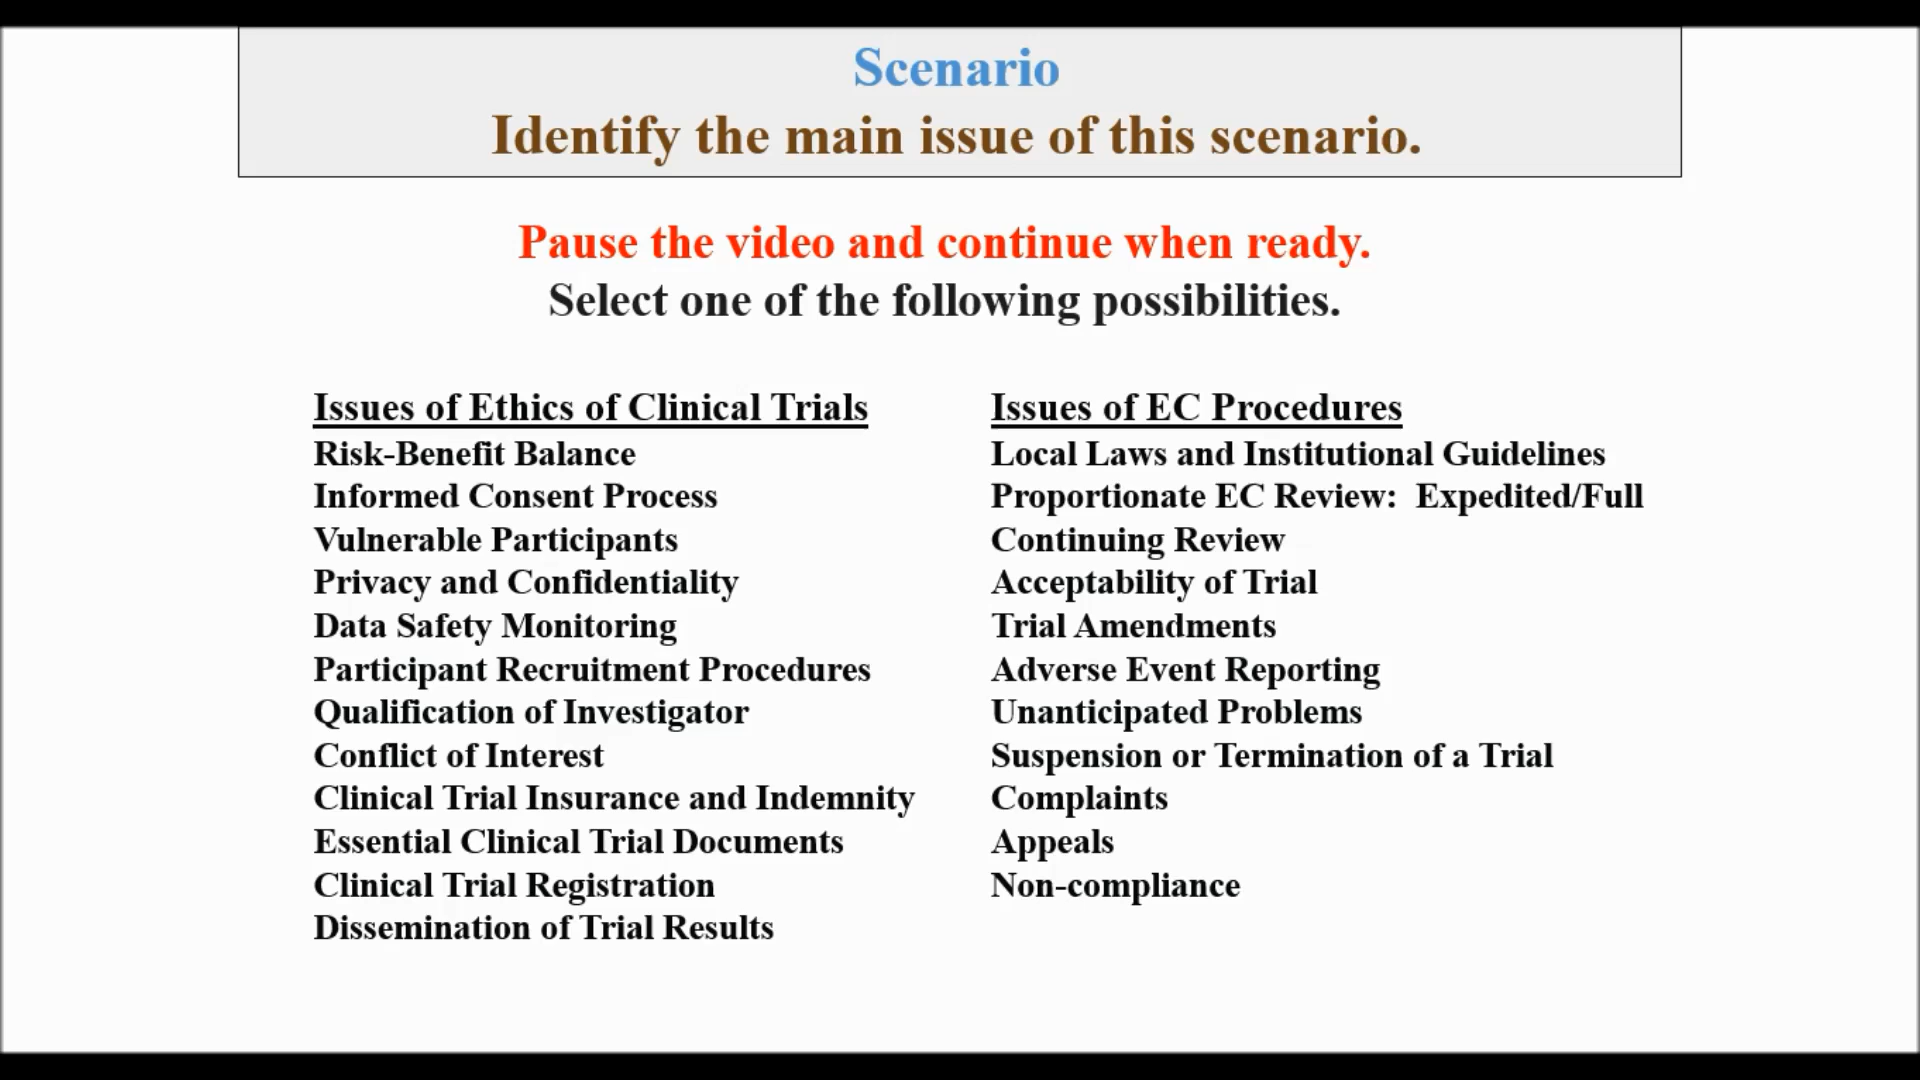 Scenario
Identify the main issue of this scenario.
Pause the video and continue when ready.
Select one of the following possibilities.
Issues of Ethics of Clinical Trials
Risk-Benefit Balance
Informed Consent Process
Vulnerable Participants
Privacy and Confidentiality
Data Safety Monitoring
Participant Recruitment Procedures
Qualification of Investigator
Conflict of Interest
Clinical Trial Insurance and Indemnity
Essential Clinical Trial Documents
Clinical Trial Registration
Dissemination of Trial Results
Issues of EC Procedures
Local Laws and Institutional Guidelines
Proportionate EC Review: Expedited/Full
Continuing Review
Acceptability of Trial
Trial Amendments
Adverse Event Reporting
Unanticipated Problems
Suspension or Termination of a Trial
Complaints
Appeals
Non-compliance